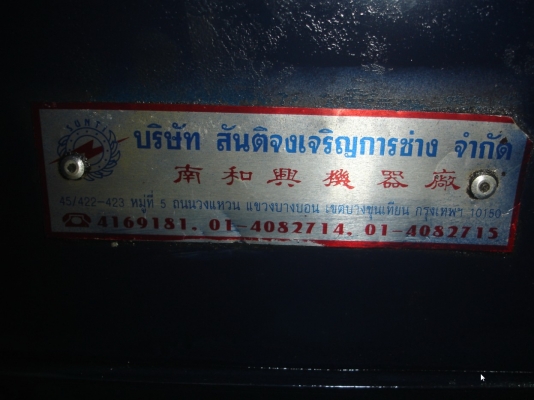 บริษัท สันติจงเจริญการช่าง จำกัด
南和興機器廠
45/422-423 หมู่ที่ 5 ถนนวงแหวน แขวงบางบอน เขตบางขุนเทียน กรุงเทพฯ 10150
☎4169181. 01-4082714, 01-4082715